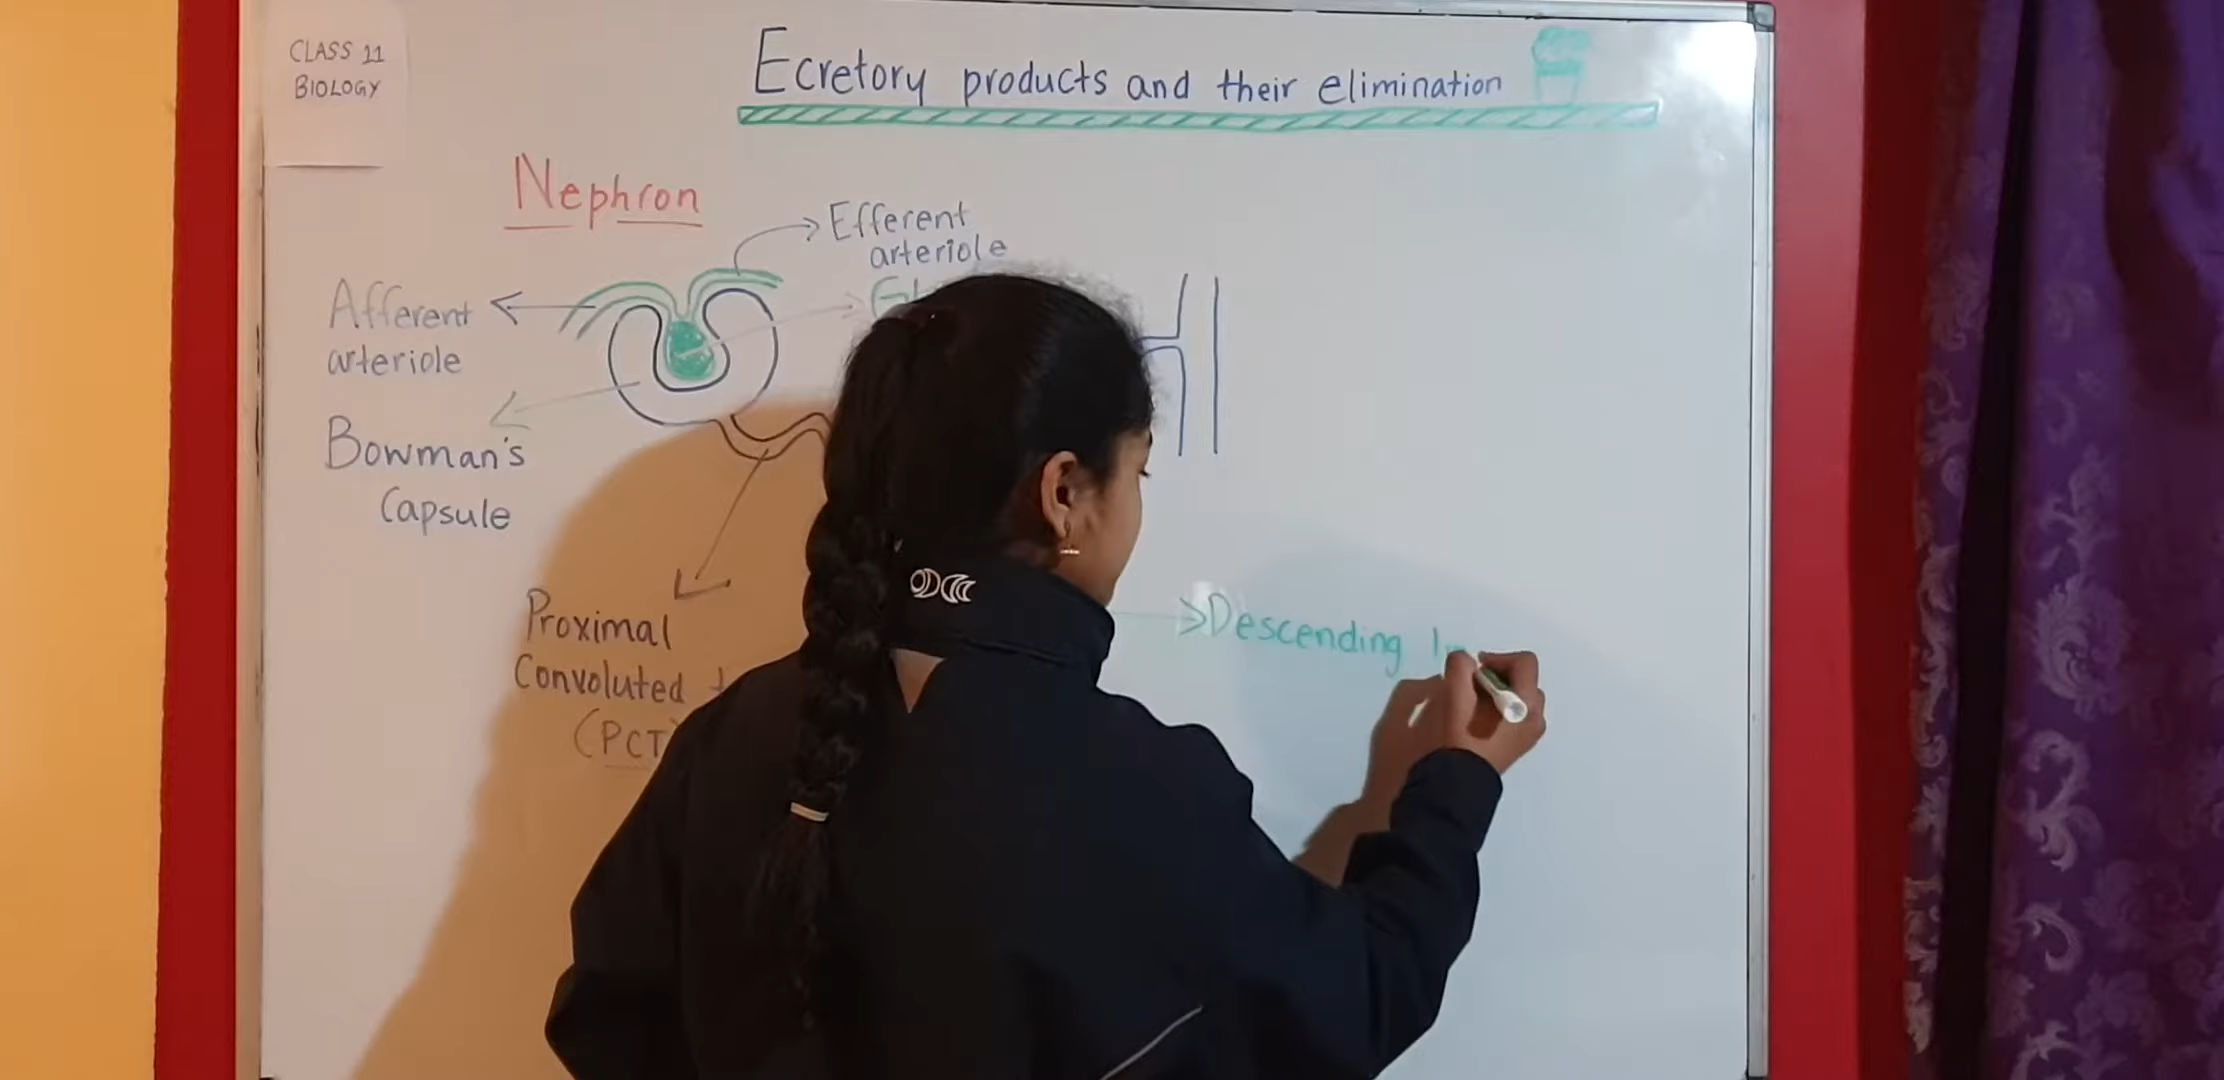 CLASS 11
BIOLOGY
Ecretory products and their elimination
Nephron
Efferent
arteriole
Afferent
arteriole
Bowman's
Capsule
Proximal
Convoluted
(PCT)
Descending